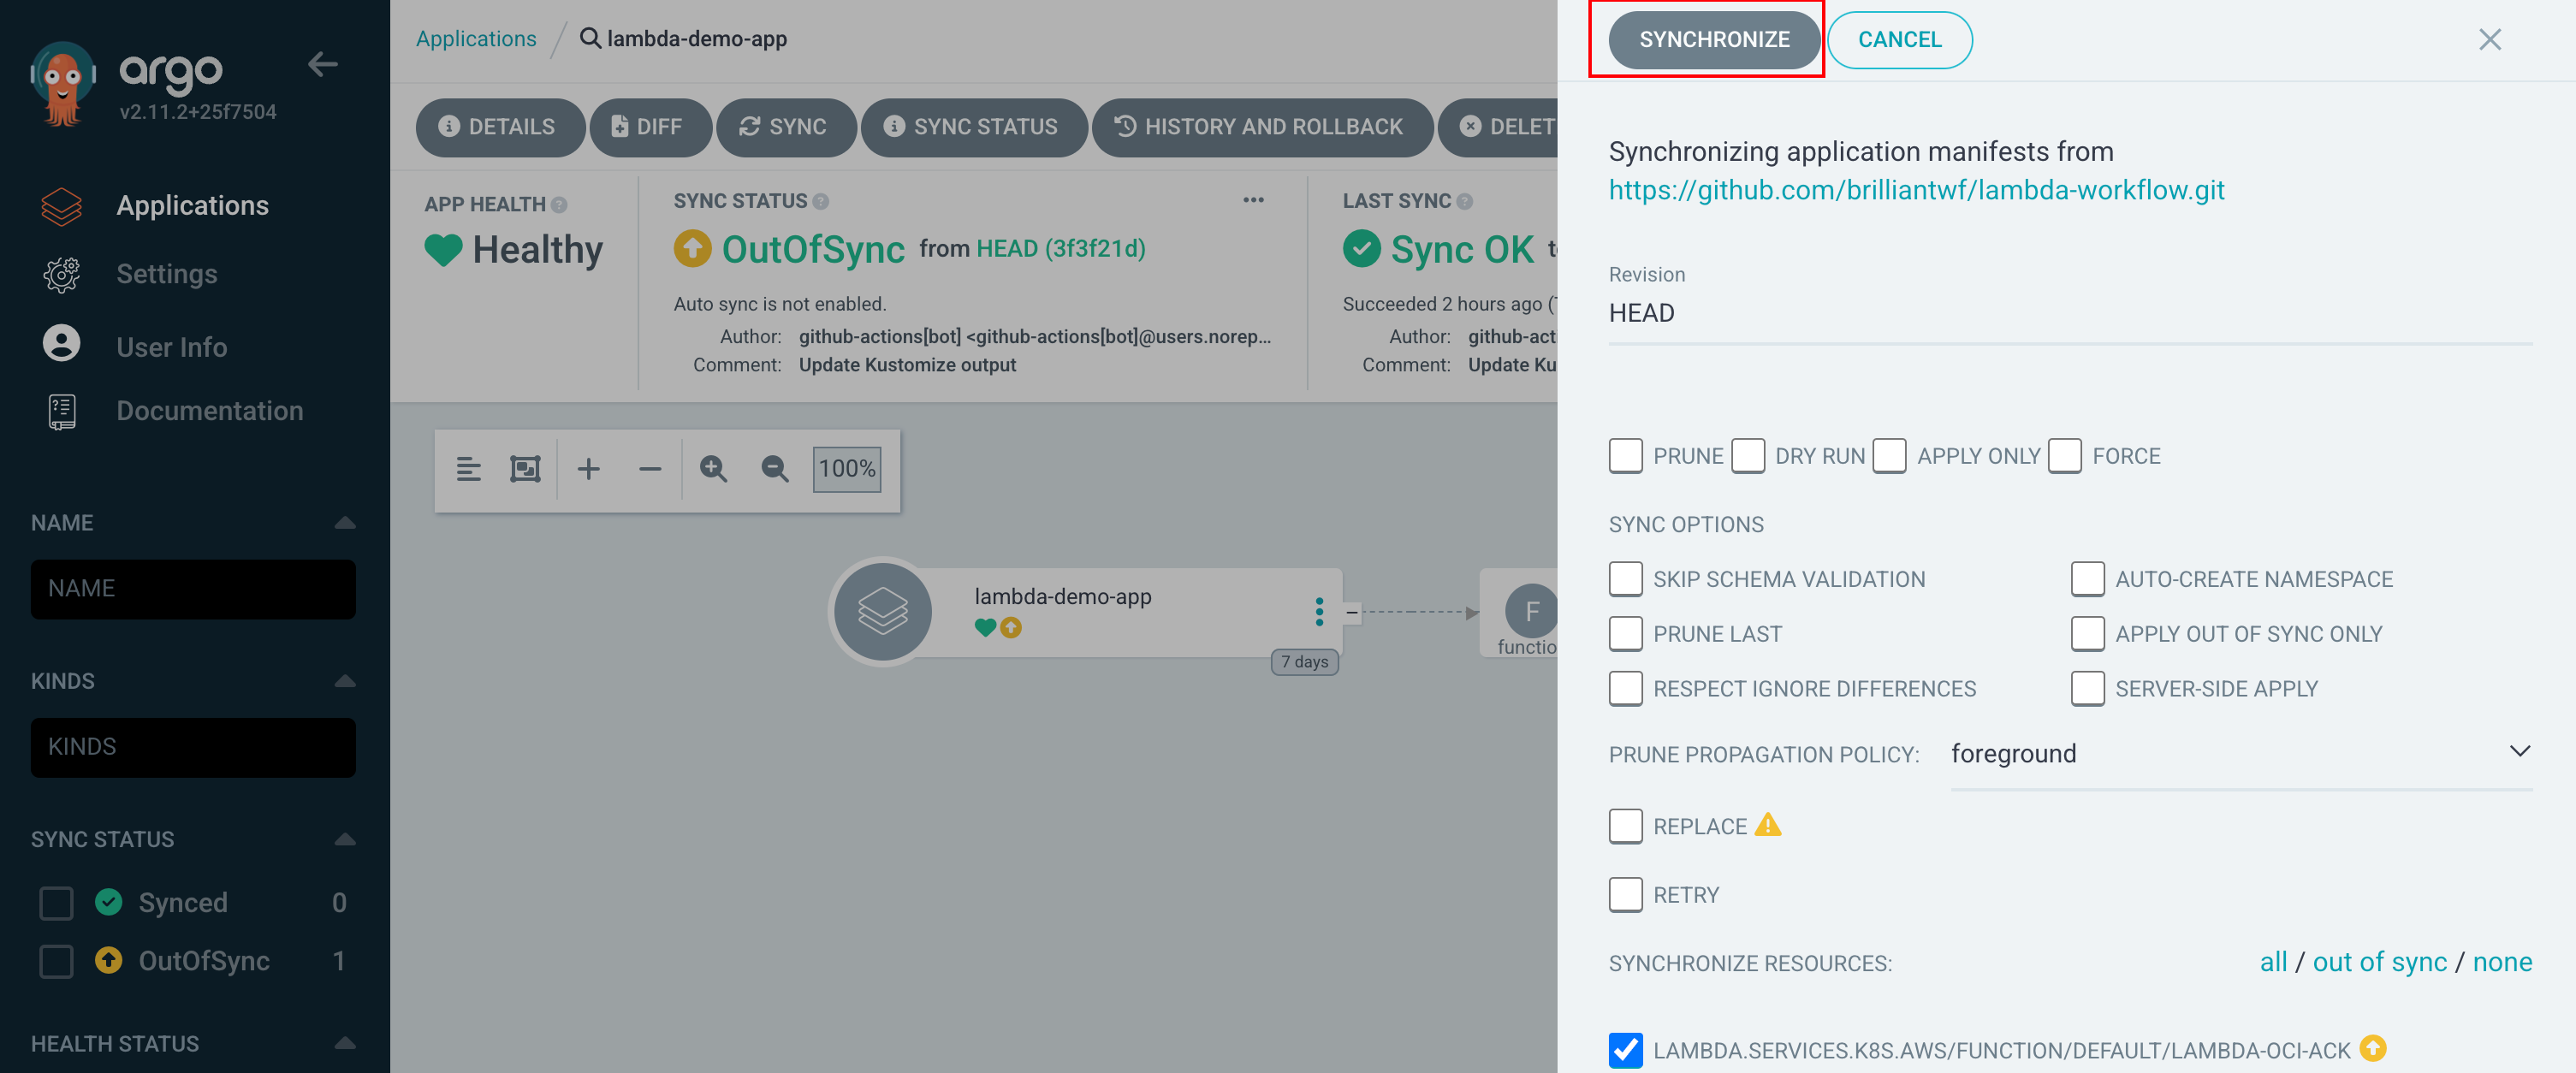 argo
v2.11.2+25f7504
Applications
Settings
User Info
Documentation
NAME
NAME
KINDS
KINDS
SYNC STATUS
Synced 0
OutOfSync 1
HEALTH STATUS
Applications / lambda-demo-app
DETAILS DIFF SYNC SYNC STATUS HISTORY AND ROLLBACK DELET
APP HEALTH
Healthy
SYNC STATUS
OutOfSync from HEAD (3f3f21d)
Auto sync is not enabled.
Author: github-actions[bot] <github-actions[bot]@users.norep...
Comment: Update Kustomize output
LAST SYNC
Sync OK t
Succeeded 2 hours ago (
Author: github-act
Comment: Update Ku
100%
lambda-demo-app
7 days
F
functio
SYNCHRONIZE CANCEL
Synchronizing application manifests from
https://github.com/brilliantwf/lambda-workflow.git
Revision
HEAD
PRUNE DRY RUN APPLY ONLY FORCE
SYNC OPTIONS
SKIP SCHEMA VALIDATION AUTO-CREATE NAMESPACE
PRUNE LAST APPLY OUT OF SYNC ONLY
RESPECT IGNORE DIFFERENCES SERVER-SIDE APPLY
PRUNE PROPAGATION POLICY: foreground
REPLACE
RETRY
SYNCHRONIZE RESOURCES: all / out of sync / none
LAMBDA.SERVICES.K8S.AWS/FUNCTION/DEFAULT/LAMBDA-OCI-ACK